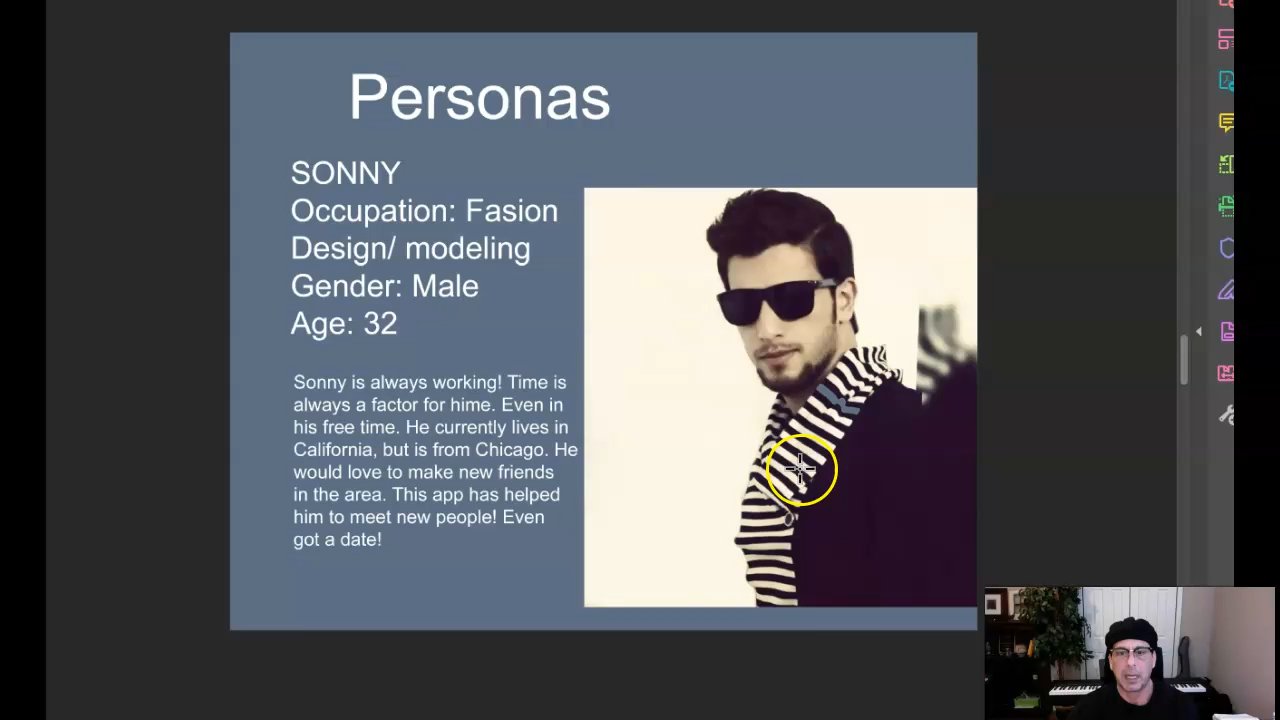 Personas
SONNY
Occupation: Fasion
Design/ modeling
Gender: Male
Age: 32
Sonny is always working! Time is
always a factor for hime. Even in
his free time. He currently lives in
California, but is from Chicago. He
would love to make new friends
in the area. This app has helped
him to meet new people! Even
got a date!